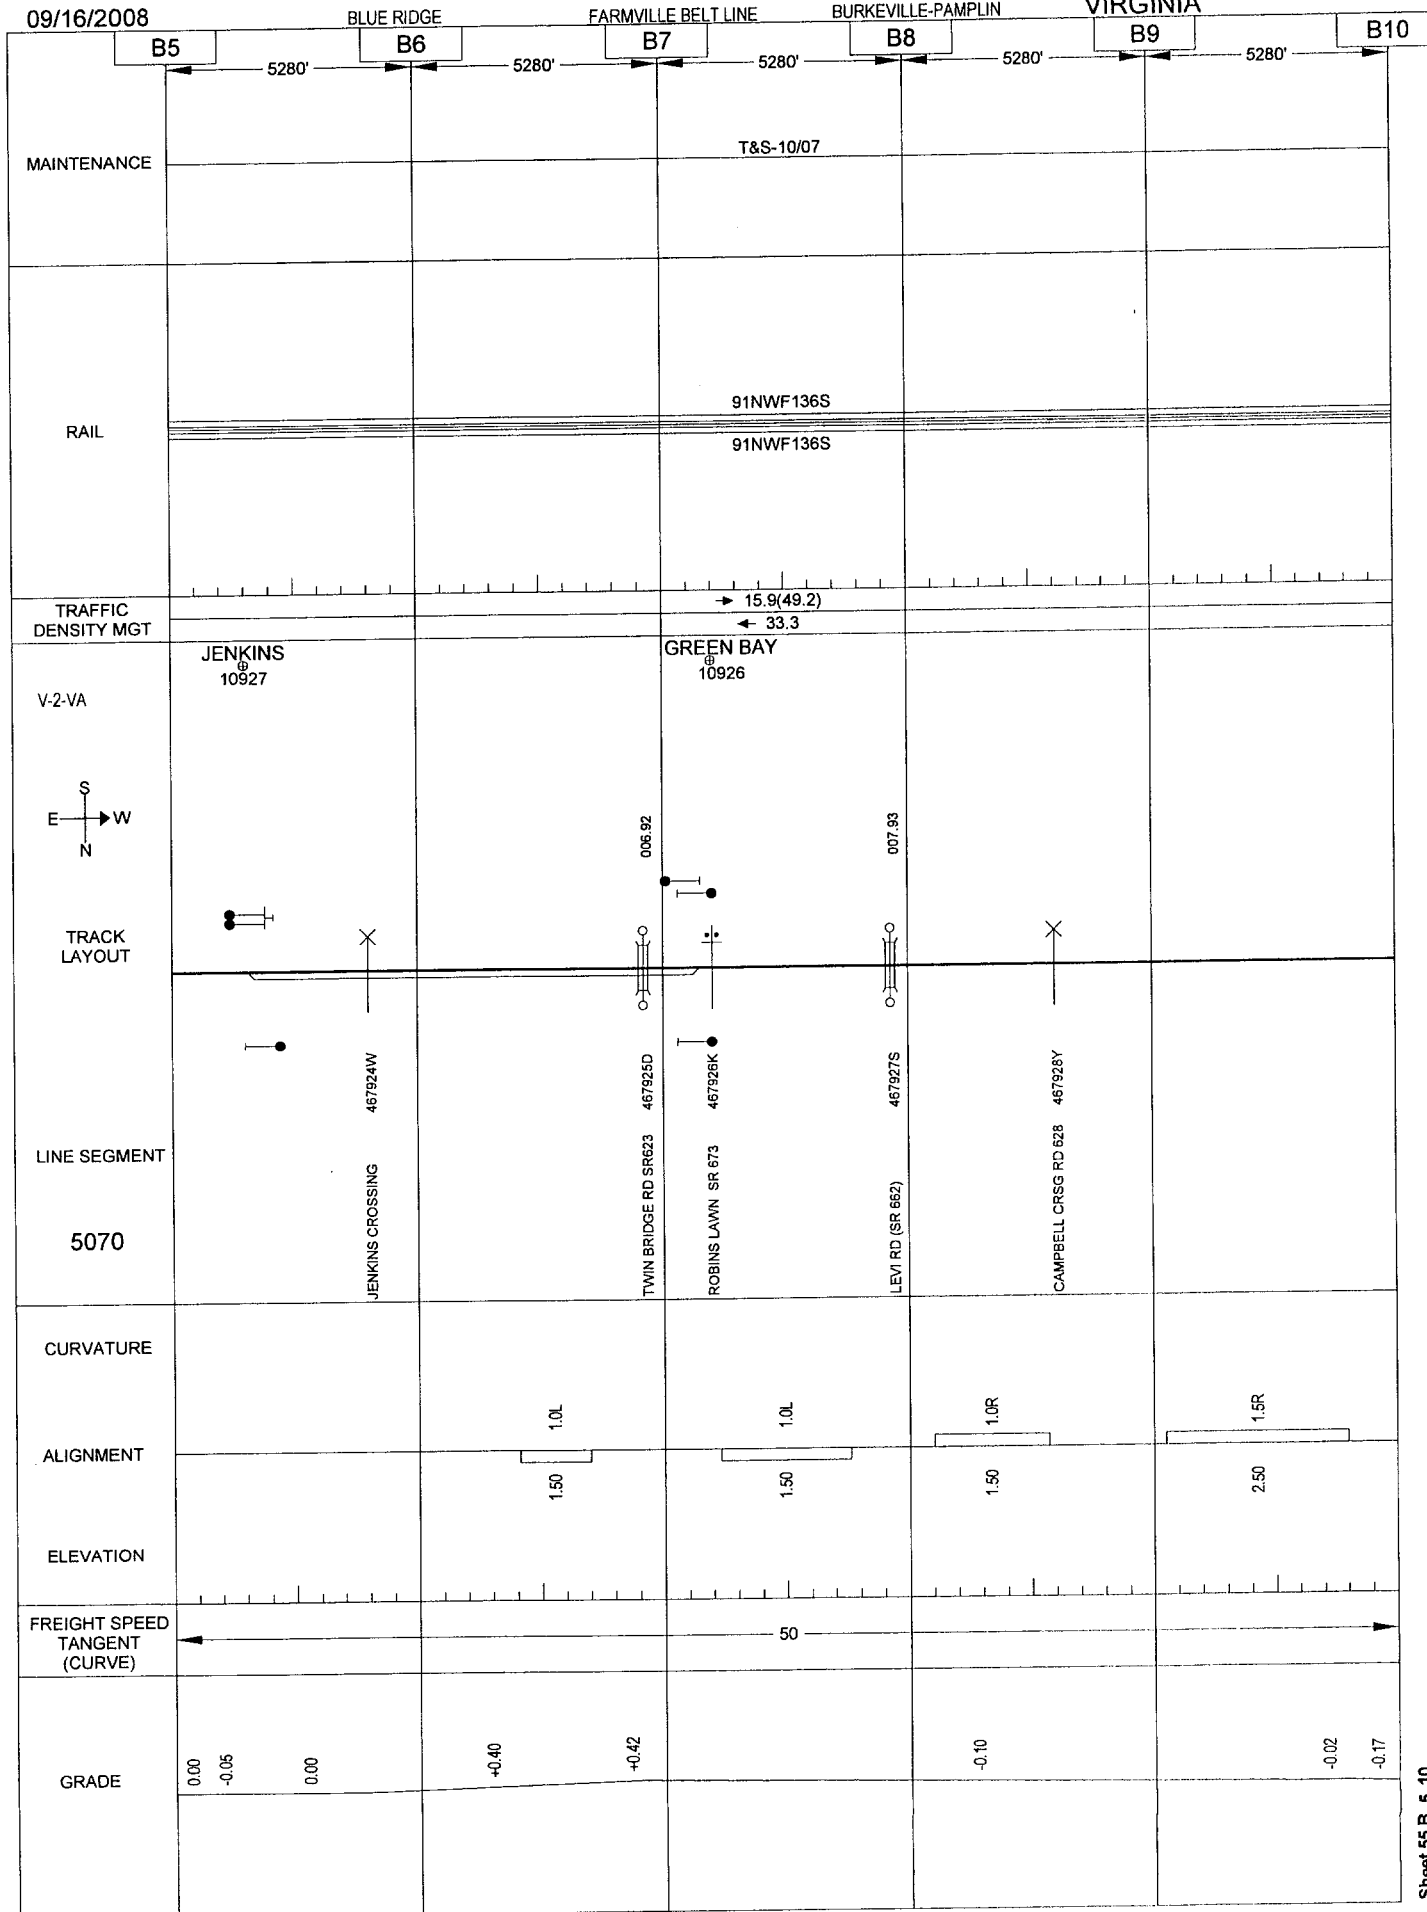 09/16/2008
BLUE RIDGE
FARMVILLE BELT LINE
BURKEVILLE-PAMPLIN
VIRGINIA
B5
B6
B7
B8
B9
B10
5280'
5280'
5280'
5280'
5280'
MAINTENANCE
T&S-10/07
RAIL
91NWF136S
91NWF136S
TRAFFIC
DENSITY MGT
15.9(49.2)
33.3
JENKINS
10927
GREEN BAY
10926
V-2-VA
S
E W
N
006.92
007.93
TRACK
LAYOUT
467924W
467925D
467926K
467927S
467928Y
LINE SEGMENT
5070
JENKINS CROSSING
TWIN BRIDGE RD SR623
ROBINS LAWN SR 673
LEVI RD (SR 662)
CAMPBELL CRSG RD 628
CURVATURE
1.0L
1.0L
1.0R
1.5R
ALIGNMENT
1.50
1.50
1.50
2.50
ELEVATION
FREIGHT SPEED
TANGENT
(CURVE)
50
GRADE
0.00
-0.05
0.00
+0.40
+0.42
-0.10
-0.02
-0.17
Sheet 55 B 5 10